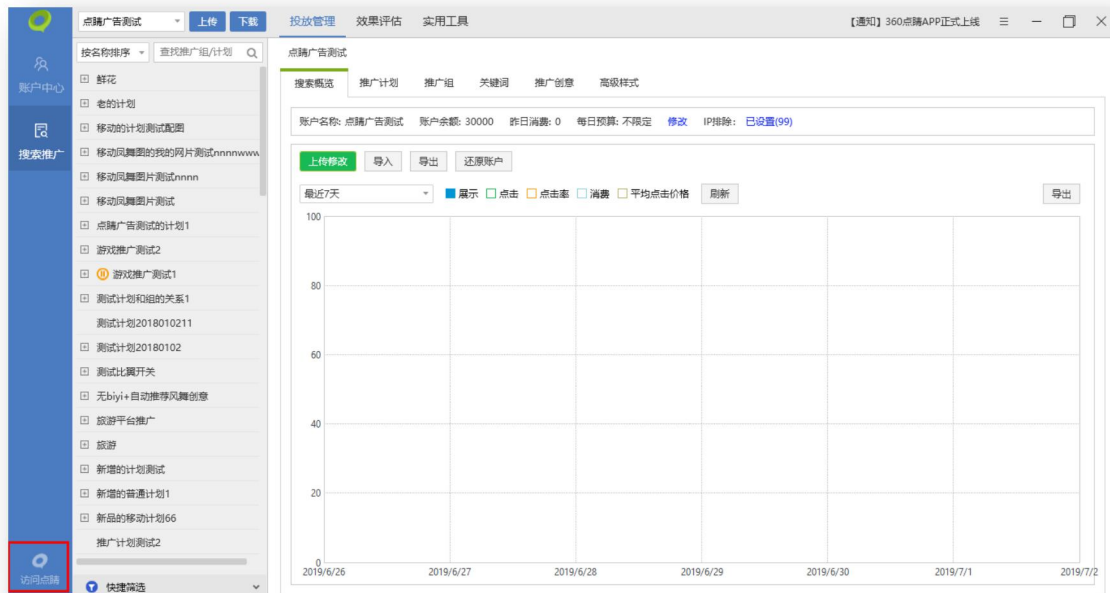 点睛广告测试 上传 下载 投放管理 效果评估 实用工具 【通知】360点睛APP正式上线
账户中心
搜索推广
访问点睛
按名称排序 查找推广组/计划
鲜花
老的计划
移动的计划测试配图
移动凤舞图的我的网片测试nnnnwww
移动凤舞图片测试nnnn
移动凤舞图片测试
点睛广告测试的计划1
游戏推广测试2
游戏推广测试1
测试计划和组的关系1
测试计划2018010211
测试计划20180102
测试比翼开关
无biyi+自动推荐风舞创意
旅游平台推广
旅游
新增的计划测试
新增的普通计划1
新品的移动计划66
推广计划测试2
快捷筛选
点睛广告测试
搜索概览 推广计划 推广组 关键词 推广创意 高级样式
账户名称: 点睛广告测试 账户余额: 30000 昨日消费: 0 每日预算: 不限定 修改 IP排除: 已设置(99)
上传修改 导入 导出 还原账户
最近7天 展示 点击 点击率 消费 平均点击价格 刷新 导出
100
80
60
40
20
0
2019/6/26 2019/6/27 2019/6/28 2019/6/29 2019/6/30 2019/7/1 2019/7/2